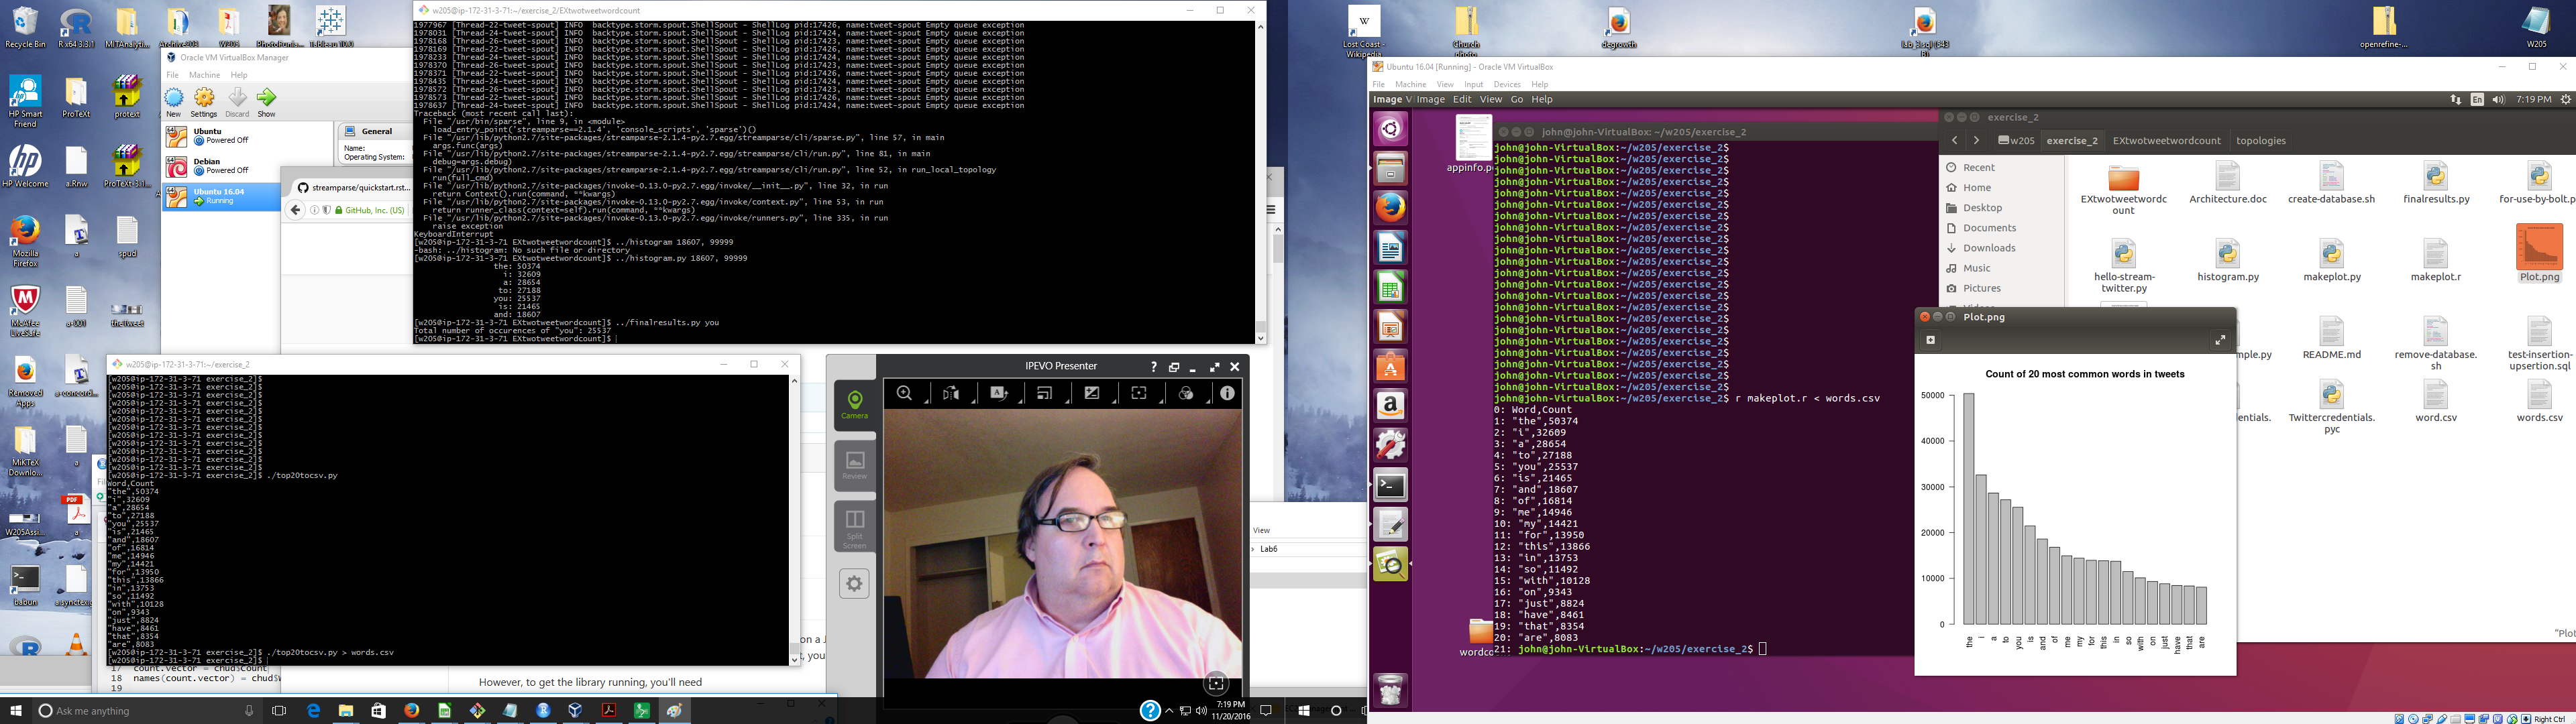 Recycle Bin
R x64 3.3.1
MITAnalyti...
W205
Tableau 10.0
HP Smart Friend
ProTeXt
protext
HP Welcome
a.Rnw
ProTeXt-3.1...
Mozilla Firefox
a
spud
McAfee LiveSafe
a-001
theTweet
Removed Apps
a-concord...
MiKTeX Downlo...
a
W205Assi...
a
babun
a.synctex...
Oracle VM VirtualBox Manager
File Machine Help
New Settings Discard Show
Ubuntu
Powered Off
Debian
Powered Off
Ubuntu 16.04
Running
General
Name:
Operating System:
streamparse/quickstart.rst...
GitHub, Inc. (US)
w205@ip-172-31-3-71:~/exercise_2/EXtwotweetwordcount
1977967 [Thread-22-tweet-spout] INFO backtype.storm.spout.ShellSpout - ShellLog pid:17426, name:tweet-spout Empty queue exception
1978031 [Thread-24-tweet-spout] INFO backtype.storm.spout.ShellSpout - ShellLog pid:17424, name:tweet-spout Empty queue exception
1978168 [Thread-26-tweet-spout] INFO backtype.storm.spout.ShellSpout - ShellLog pid:17423, name:tweet-spout Empty queue exception
1978169 [Thread-22-tweet-spout] INFO backtype.storm.spout.ShellSpout - ShellLog pid:17426, name:tweet-spout Empty queue exception
1978233 [Thread-24-tweet-spout] INFO backtype.storm.spout.ShellSpout - ShellLog pid:17424, name:tweet-spout Empty queue exception
1978370 [Thread-26-tweet-spout] INFO backtype.storm.spout.ShellSpout - ShellLog pid:17423, name:tweet-spout Empty queue exception
1978371 [Thread-22-tweet-spout] INFO backtype.storm.spout.ShellSpout - ShellLog pid:17426, name:tweet-spout Empty queue exception
1978435 [Thread-24-tweet-spout] INFO backtype.storm.spout.ShellSpout - ShellLog pid:17424, name:tweet-spout Empty queue exception
1978572 [Thread-26-tweet-spout] INFO backtype.storm.spout.ShellSpout - ShellLog pid:17423, name:tweet-spout Empty queue exception
1978573 [Thread-22-tweet-spout] INFO backtype.storm.spout.ShellSpout - ShellLog pid:17426, name:tweet-spout Empty queue exception
1978637 [Thread-24-tweet-spout] INFO backtype.storm.spout.ShellSpout - ShellLog pid:17424, name:tweet-spout Empty queue exception
Traceback (most recent call last):
File "/usr/bin/sparse", line 9, in <module>
load_entry_point('streamparse==2.1.4', 'console_scripts', 'sparse')()
File "/usr/lib/python2.7/site-packages/streamparse-2.1.4-py2.7.egg/streamparse/cli/sparse.py", line 57, in main
args.func(args)
File "/usr/lib/python2.7/site-packages/streamparse-2.1.4-py2.7.egg/streamparse/cli/run.py", line 81, in main
debug=args.debug)
File "/usr/lib/python2.7/site-packages/streamparse-2.1.4-py2.7.egg/streamparse/cli/run.py", line 52, in run_local_topology
run(full_cmd)
File "/usr/lib/python2.7/site-packages/invoke-0.13.0-py2.7.egg/invoke/__init__.py", line 32, in run
return Context().run(command, **kwargs)
File "/usr/lib/python2.7/site-packages/invoke-0.13.0-py2.7.egg/invoke/context.py", line 53, in run
return runner_class(context=self).run(command, **kwargs)
File "/usr/lib/python2.7/site-packages/invoke-0.13.0-py2.7.egg/invoke/runners.py", line 335, in run
raise exception
KeyboardInterrupt
[w205@ip-172-31-3-71 EXtwotweetwordcount]$ ../histogram 18607, 99999
-bash: ../histogram: No such file or directory
[w205@ip-172-31-3-71 EXtwotweetwordcount]$ ../histogram.py 18607, 99999
the: 50374
i: 32609
a: 28654
to: 27188
you: 25537
is: 21465
and: 18607
[w205@ip-172-31-3-71 EXtwotweetwordcount]$ ../finalresults.py you
Total number of occurences of "you": 25537
[w205@ip-172-31-3-71 EXtwotweetwordcount]$
w205@ip-172-31-3-71:~/exercise_2
[w205@ip-172-31-3-71 exercise_2]$
[w205@ip-172-31-3-71 exercise_2]$
[w205@ip-172-31-3-71 exercise_2]$
[w205@ip-172-31-3-71 exercise_2]$
[w205@ip-172-31-3-71 exercise_2]$
[w205@ip-172-31-3-71 exercise_2]$
[w205@ip-172-31-3-71 exercise_2]$
[w205@ip-172-31-3-71 exercise_2]$
[w205@ip-172-31-3-71 exercise_2]$
[w205@ip-172-31-3-71 exercise_2]$
[w205@ip-172-31-3-71 exercise_2]$
[w205@ip-172-31-3-71 exercise_2]$ ./top20tocsv.py
Word,Count
"the",50374
"i",32609
"a",28654
"to",27188
"you",25537
"is",21465
"and",18607
"of",16814
"me",14946
"my",14421
"for",13950
"this",13866
"in",13753
"so",11492
"with",10128
"on",9343
"just",8824
"have",8461
"that",8354
"are",8083
[w205@ip-172-31-3-71 exercise_2]$ ./top20tocsv.py > words.csv
[w205@ip-172-31-3-71 exercise_2]$
18 names(count.vector) = chud$W
19
However, to get the library running, you'll need
IPEVO Presenter
Camera
Review
Split Screen
View
Lab6
Ask me anything
7:19 PM
11/20/2016
Lost Coast - Wikipedia
Church photo
degrowth
openrefine-...
W205
Ubuntu 16.04 [Running] - Oracle VM VirtualBox
File Machine View Input Devices Help
Image Image Edit View Go Help
En 7:19 PM
john@john-VirtualBox: ~/w205/exercise_2
john@john-VirtualBox:~/w205/exercise_2$
john@john-VirtualBox:~/w205/exercise_2$ r makeplot.r < words.csv
0: Word,Count
1: "the",50374
2: "i",32609
3: "a",28654
4: "to",27188
5: "you",25537
6: "is",21465
7: "and",18607
8: "of",16814
9: "me",14946
10: "my",14421
11: "for",13950
12: "this",13866
13: "in",13753
14: "so",11492
15: "with",10128
16: "on",9343
17: "just",8824
18: "have",8461
19: "that",8354
20: "are",8083
21: john@john-VirtualBox:~/w205/exercise_2$
exercise_2
w205 exercise_2 EXtwotweetwordcount topologies
Recent
Home
Desktop
Documents
Downloads
Music
Pictures
EXtwotweetwordcount
Architecture.doc
create-database.sh
finalresults.py
for-use-by-bolt.p
hello-stream-twitter.py
histogram.py
makeplot.py
makeplot.r
Plot.png
mple.py
README.md
remove-database.sh
test-insertion-upsertion.sql
dentials.
Twittercredentials.pyc
word.csv
words.csv
Plot.png
Count of 20 most common words in tweets
50000
40000
30000
20000
10000
0
the i a to you is and of me my for this in so with on just have that are
Right Ctrl